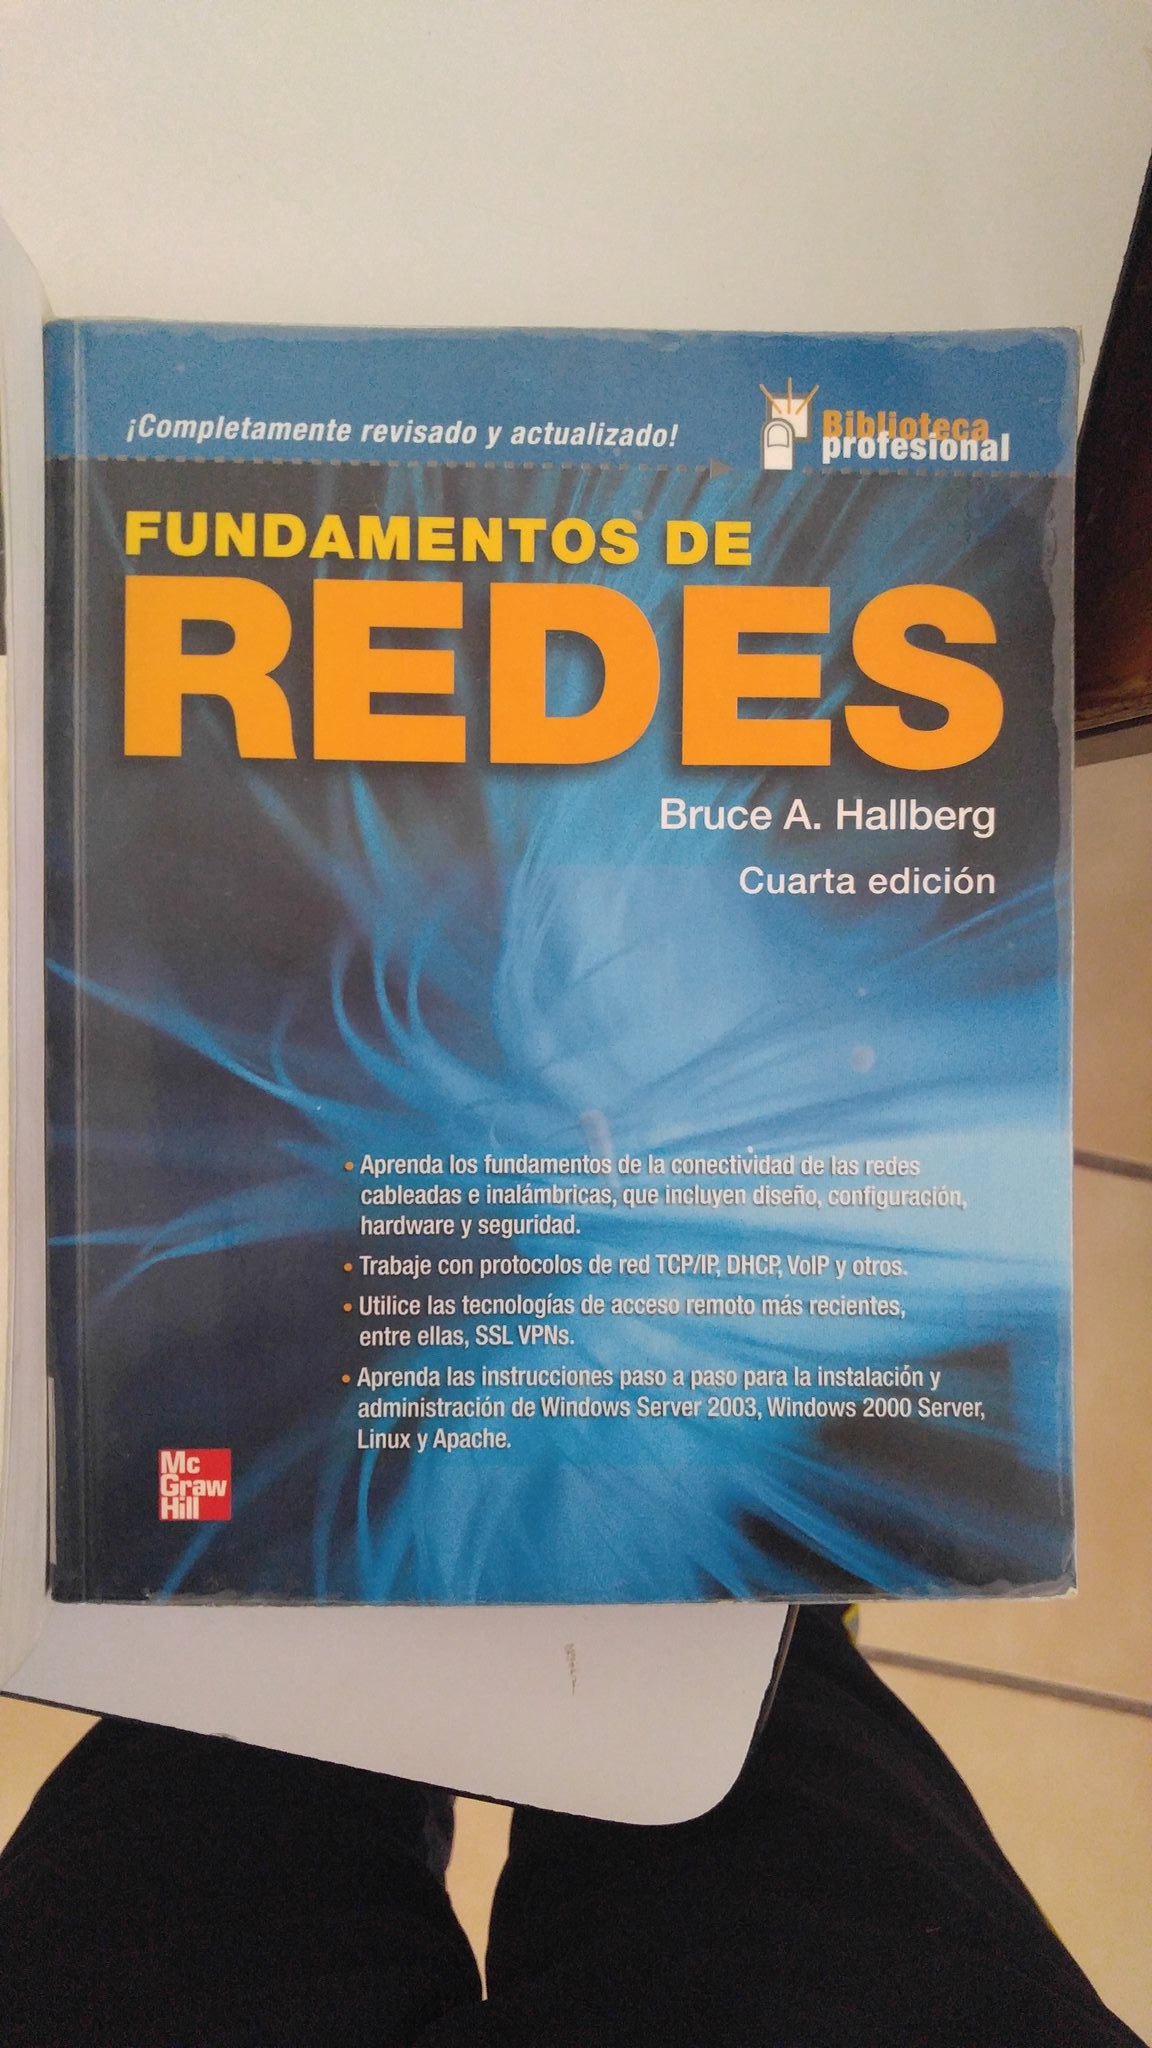 ¡Completamente revisado y actualizado!
Biblioteca
profesional
FUNDAMENTOS DE
REDES
Bruce A. Hallberg
Cuarta edición
• Aprenda los fundamentos de la conectividad de las redes
cableadas e inalámbricas, que incluyen diseño, configuración,
hardware y seguridad.
• Trabaje con protocolos de red TCP/IP, DHCP, VoIP y otros.
• Utilice las tecnologías de acceso remoto más recientes,
entre ellas, SSL VPNs.
• Aprenda las instrucciones paso a paso para la instalación y
administración de Windows Server 2003, Windows 2000 Server,
Linux y Apache.
Mc
Graw
Hill